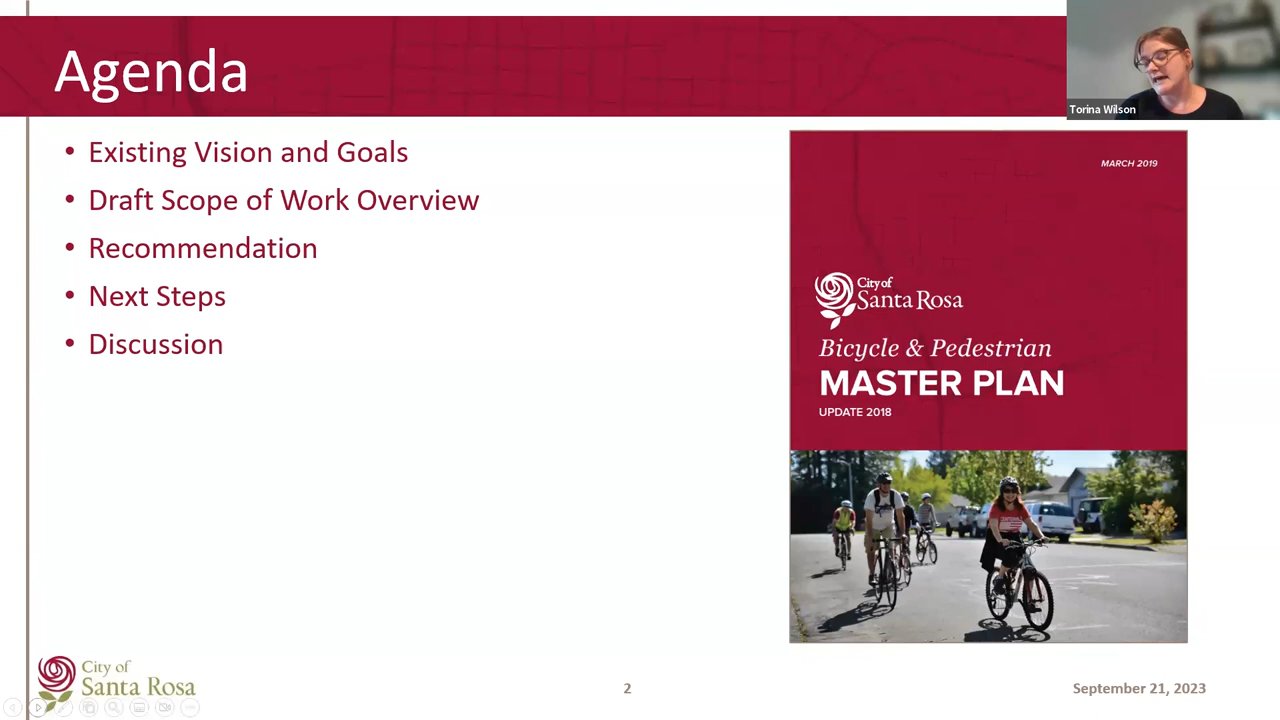 Agenda
Torina Wilson
• Existing Vision and Goals
• Draft Scope of Work Overview
• Recommendation
• Next Steps
• Discussion
MARCH 2019
City of
Santa Rosa
Bicycle & Pedestrian
MASTER PLAN
UPDATE 2018
City of
Santa Rosa
2
September 21, 2023